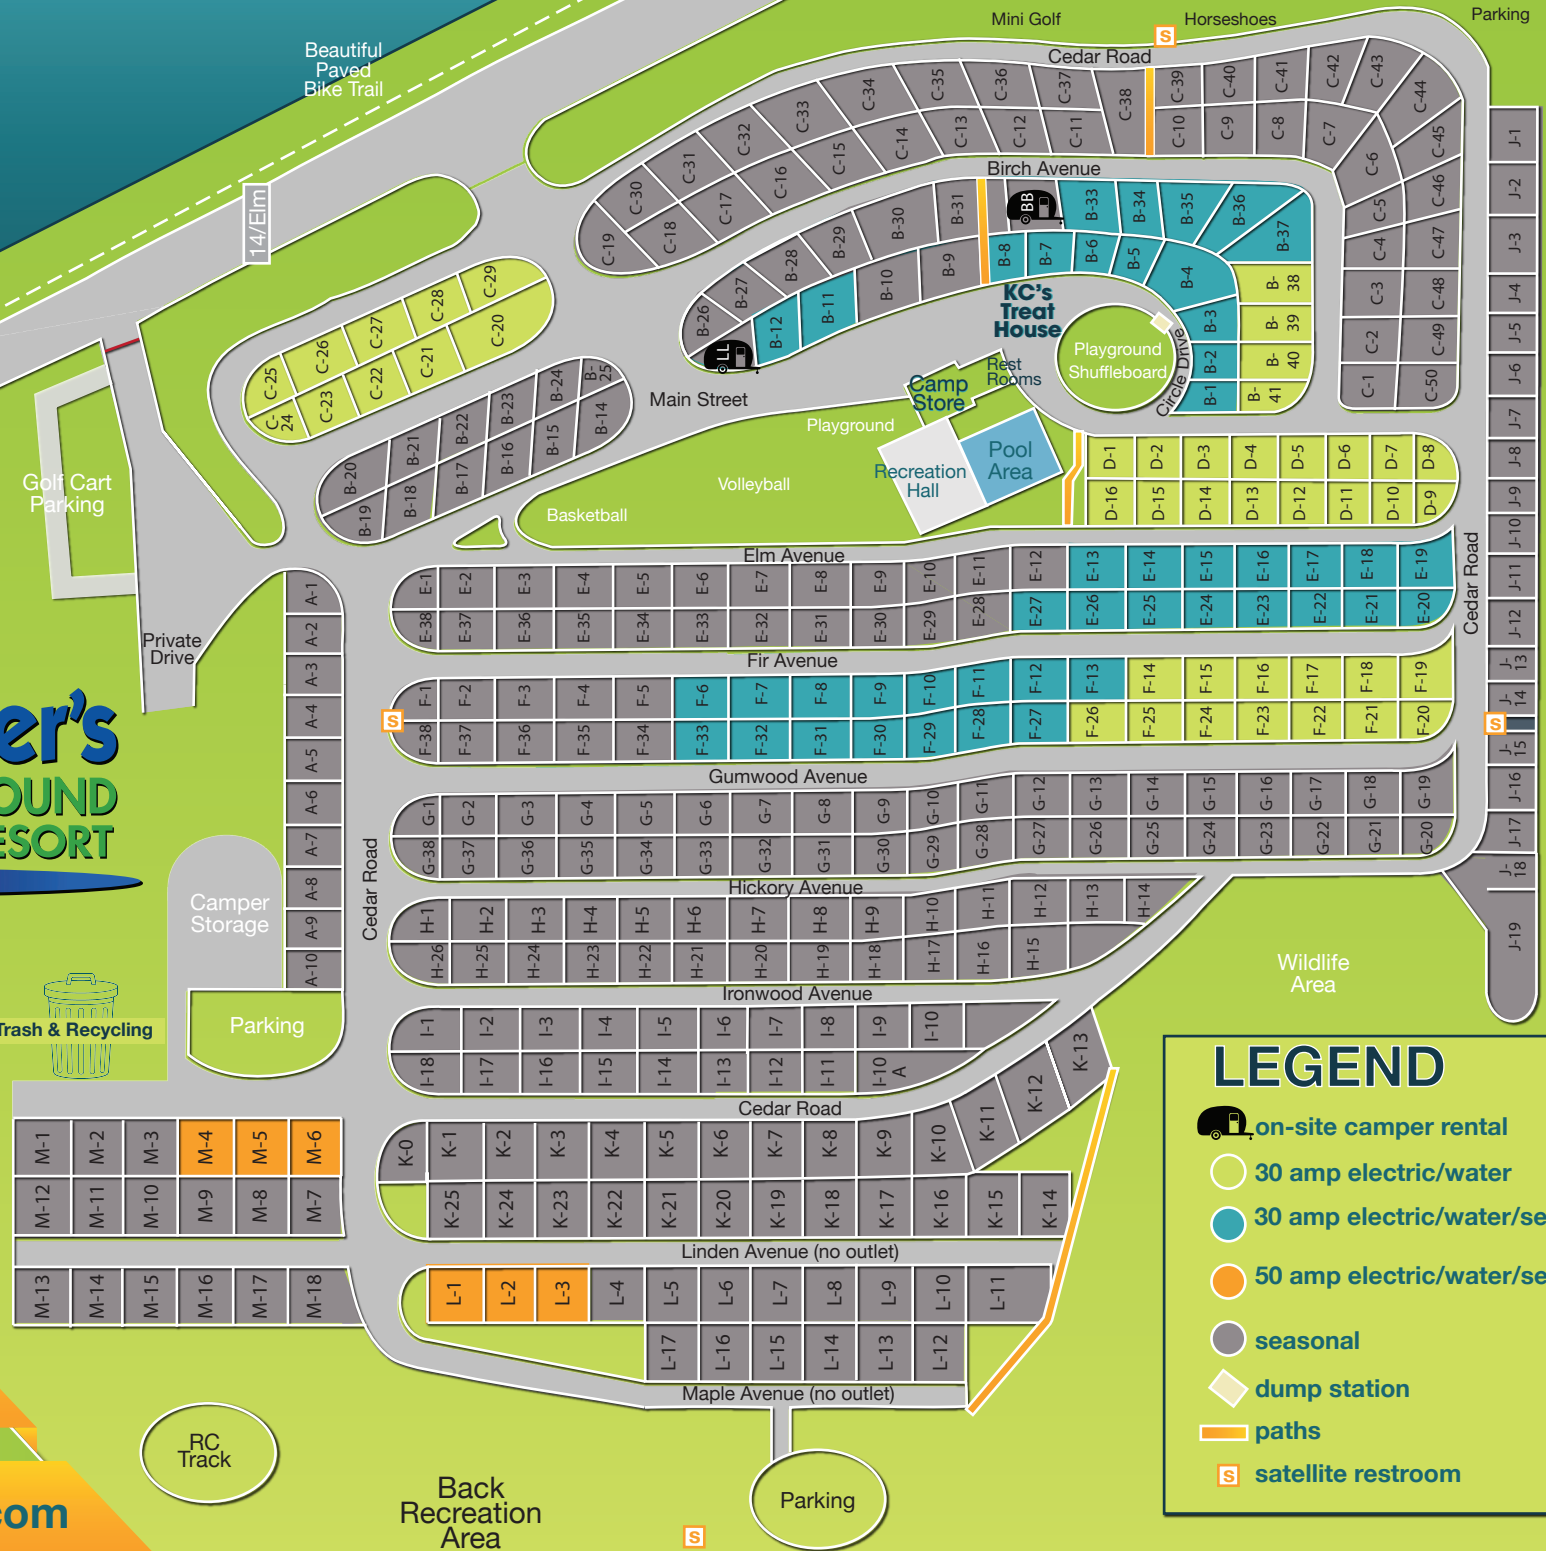 Mini Golf
Horseshoes
Parking
S
Cedar Road
Beautiful
Paved
Bike Trail
14/Elm
C-30
C-31
C-32
C-33
C-34
C-35
C-36
C-37
C-38
C-39
C-40
C-41
C-42
C-43
C-44
C-19
C-18
C-17
C-16
C-15
C-14
C-13
C-12
C-11
C-10
C-9
C-8
C-7
C-6
C-45
C-5
C-46
C-4
C-47
C-3
C-48
C-2
C-49
C-1
C-50
Birch Avenue
B-26
B-27
B-28
B-29
B-30
B-31
BB
B-33
B-34
B-35
B-36
B-37
LL
B-12
B-11
B-10
B-9
B-8
B-7
B-6
B-5
B-4
B-3
B-2
B-1
B-
38
B-
39
B-
40
B-
41
KC's
Treat
House
Playground
Shuffleboard
Circle Drive
Rest
Rooms
Camp
Store
Main Street
Playground
Recreation
Hall
Pool
Area
Volleyball
Basketball
C-25
C-26
C-27
C-28
C-29
C-
24
C-23
C-22
C-21
C-20
B-20
B-21
B-22
B-23
B-24
B-
25
B-19
B-18
B-17
B-16
B-15
B-14
Golf Cart
Parking
Private
Drive
D-1
D-2
D-3
D-4
D-5
D-6
D-7
D-8
D-16
D-15
D-14
D-13
D-12
D-11
D-10
D-9
J-1
J-2
J-3
J-4
J-5
J-6
J-7
J-8
J-9
J-10
J-11
J-12
J-
13
J-
14
S
J-
15
J-16
J-17
J-
18
J-19
Cedar Road
Elm Avenue
E-1
E-2
E-3
E-4
E-5
E-6
E-7
E-8
E-9
E-10
E-11
E-12
E-13
E-14
E-15
E-16
E-17
E-18
E-19
E-38
E-37
E-36
E-35
E-34
E-33
E-32
E-31
E-30
E-29
E-28
E-27
E-26
E-25
E-24
E-23
E-22
E-21
E-20
Fir Avenue
S
F-1
F-2
F-3
F-4
F-5
F-6
F-7
F-8
F-9
F-10
F-11
F-12
F-13
F-14
F-15
F-16
F-17
F-18
F-19
F-38
F-37
F-36
F-35
F-34
F-33
F-32
F-31
F-30
F-29
F-28
F-27
F-26
F-25
F-24
F-23
F-22
F-21
F-20
Gumwood Avenue
G-1
G-2
G-3
G-4
G-5
G-6
G-7
G-8
G-9
G-10
G-11
G-12
G-13
G-14
G-15
G-16
G-17
G-18
G-19
G-38
G-37
G-36
G-35
G-34
G-33
G-32
G-31
G-30
G-29
G-28
G-27
G-26
G-25
G-24
G-23
G-22
G-21
G-20
Hickory Avenue
H-1
H-2
H-3
H-4
H-5
H-6
H-7
H-8
H-9
H-10
H-11
H-12
H-13
H-14
H-26
H-25
H-24
H-23
H-22
H-21
H-20
H-19
H-18
H-17
H-16
H-15
Ironwood Avenue
I-1
I-2
I-3
I-4
I-5
I-6
I-7
I-8
I-9
I-10
I-18
I-17
I-16
I-15
I-14
I-13
I-12
I-11
I-10
A
Cedar Road
A-1
A-2
A-3
A-4
A-5
A-6
A-7
A-8
A-9
A-10
Cedar Road
er's
OUND
ESORT
Camper
Storage
Trash & Recycling
Parking
Wildlife
Area
K-0
K-1
K-2
K-3
K-4
K-5
K-6
K-7
K-8
K-9
K-10
K-11
K-12
K-13
K-25
K-24
K-23
K-22
K-21
K-20
K-19
K-18
K-17
K-16
K-15
K-14
Linden Avenue (no outlet)
L-1
L-2
L-3
L-4
L-5
L-6
L-7
L-8
L-9
L-10
L-11
L-17
L-16
L-15
L-14
L-13
L-12
Maple Avenue (no outlet)
M-1
M-2
M-3
M-4
M-5
M-6
M-12
M-11
M-10
M-9
M-8
M-7
M-13
M-14
M-15
M-16
M-17
M-18
RC
Track
Back
Recreation
Area
Parking
S
com
LEGEND
on-site camper rental
30 amp electric/water
30 amp electric/water/se
50 amp electric/water/se
seasonal
dump station
paths
S satellite restroom